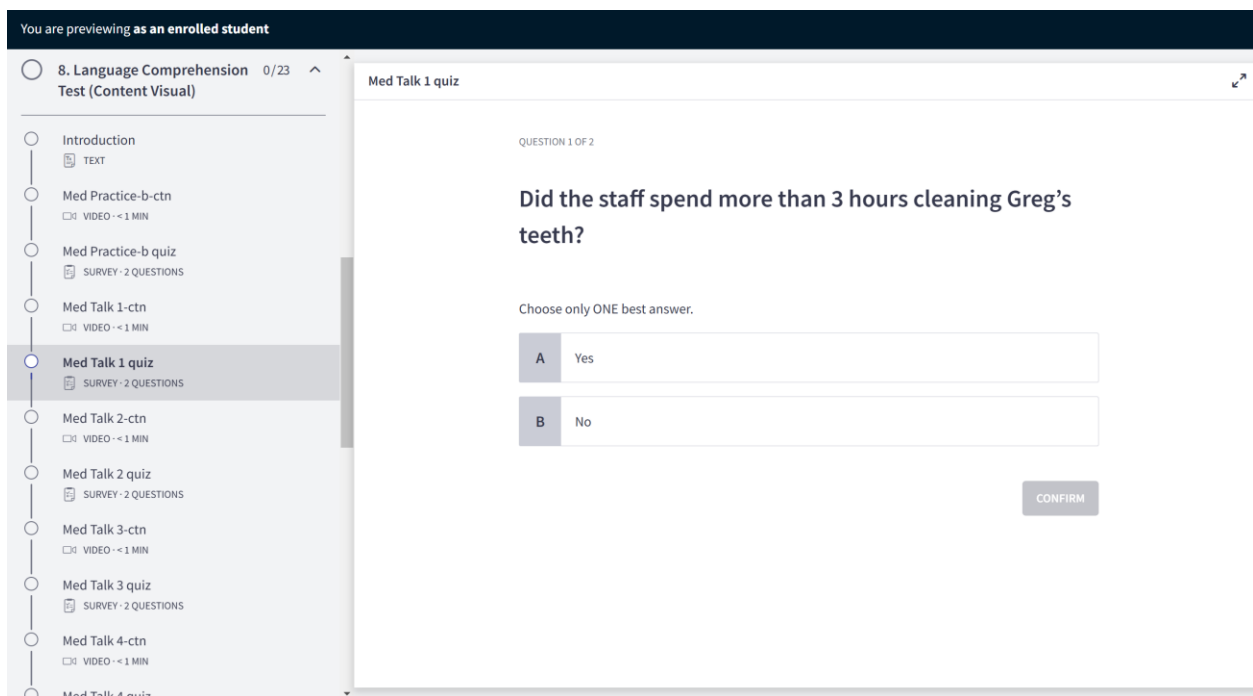 You are previewing as an enrolled student
8. Language Comprehension 0/23
Test (Content Visual)
Introduction
TEXT
Med Practice-b-ctn
VIDEO · < 1 MIN
Med Practice-b quiz
SURVEY · 2 QUESTIONS
Med Talk 1-ctn
VIDEO · < 1 MIN
Med Talk 1 quiz
SURVEY · 2 QUESTIONS
Med Talk 2-ctn
VIDEO · < 1 MIN
Med Talk 2 quiz
SURVEY · 2 QUESTIONS
Med Talk 3-ctn
VIDEO · < 1 MIN
Med Talk 3 quiz
SURVEY · 2 QUESTIONS
Med Talk 4-ctn
VIDEO · < 1 MIN
Med Talk 4 quiz
Med Talk 1 quiz
QUESTION 1 OF 2
Did the staff spend more than 3 hours cleaning Greg’s
teeth?
Choose only ONE best answer.
A Yes
B No
CONFIRM